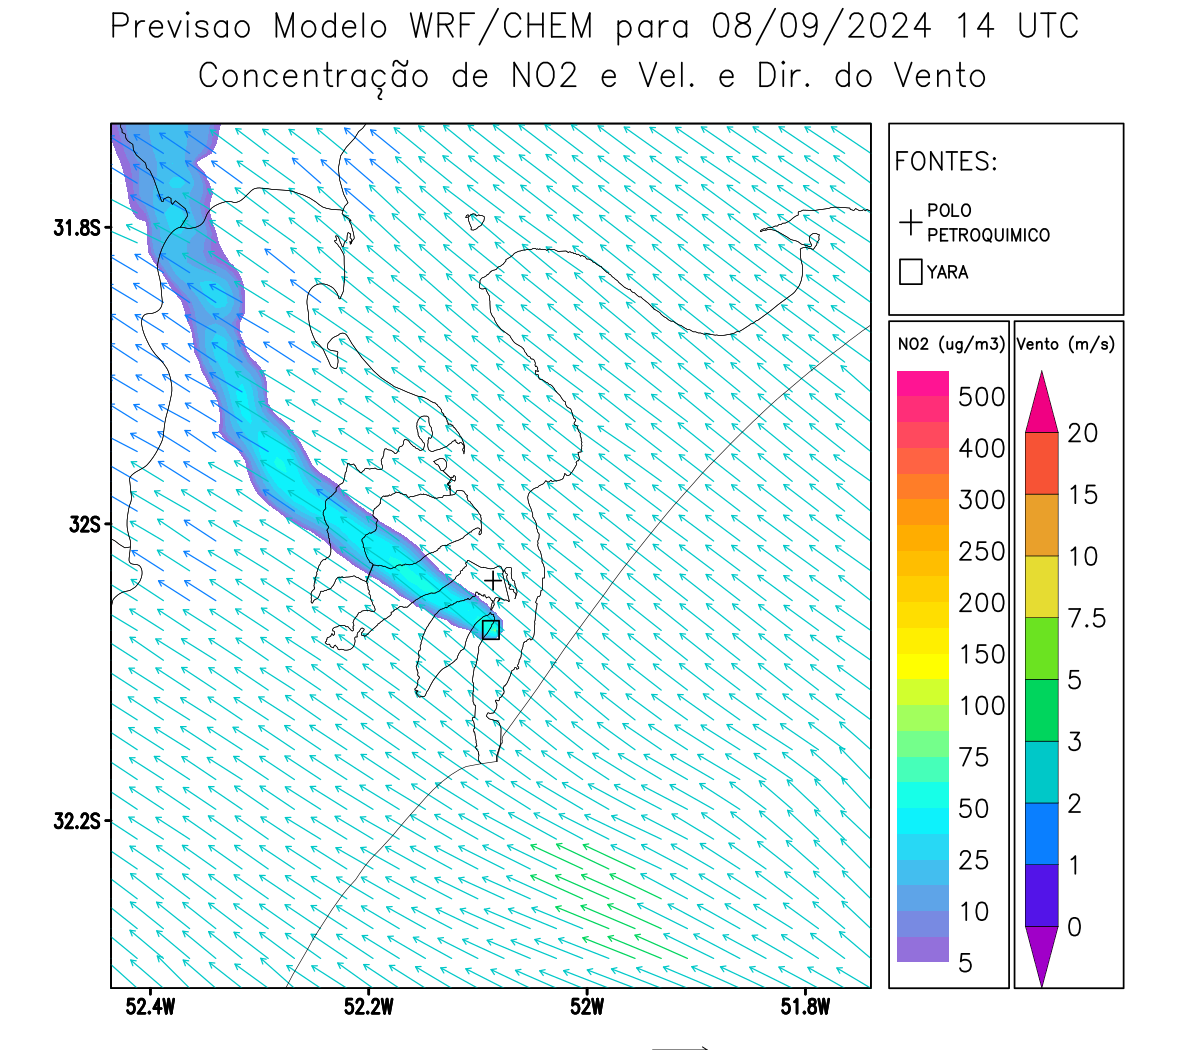 Previsao Modelo WRF/CHEM para 08/09/2024 14 UTC
Concentração de NO2 e Vel. e Dir. do Vento
FONTES:
POLO
PETROQUIMICO
YARA
NO2 (ug/m3)
500
400
300
250
200
150
100
75
50
25
10
5
Vento (m/s)
20
15
10
7.5
5
3
2
1
0
31.8S
32S
32.2S
52.4W
52.2W
52W
51.8W